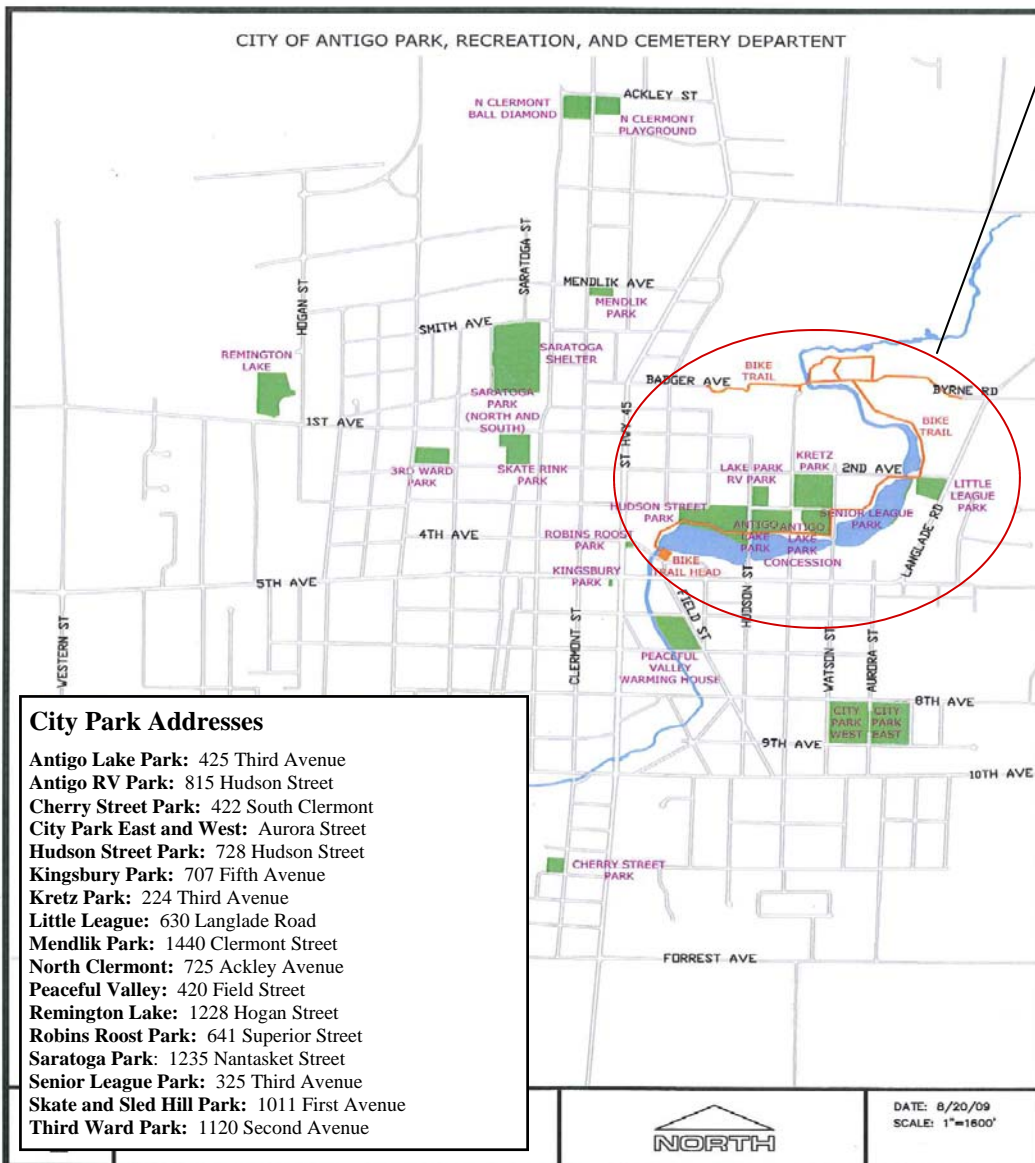 CITY OF ANTIGO PARK, RECREATION, AND CEMETERY DEPARTENT
ACKLEY ST
N CLERMONT
BALL DIAMOND
N CLERMONT
PLAYGROUND
SARATOGA ST
HOGAN ST
MENDLIK AVE
MENDLIK
PARK
SMITH AVE
SARATOGA
SHELTER
REMINGTON
LAKE
BIKE
TRAIL
BADGER AVE
BYRNE RD
SARATOGA
PARK
(NORTH AND
SOUTH)
1ST AVE
ST HWY 45
BIKE
TRAIL
3RD WARD
PARK
SKATE RINK
PARK
LAKE PARK
RV PARK
KRETZ
PARK
2ND AVE
LITTLE
LEAGUE
PARK
HUDSON STREET
PARK
SENIOR LEAGUE
PARK
LANGLADE RD
ANTIGO
LAKE
PARK
ANTIGO
LAKE
PARK
CONCESSION
4TH AVE
ROBINS ROOST
PARK
BIKE
TRAIL HEAD
5TH AVE
KINGSBURY
PARK
FIELD ST
HUDSON ST
WESTERN ST
CLERMONT ST
PEACEFUL
VALLEY
WARMING HOUSE
WATSON ST
AURORA ST
8TH AVE
CITY
PARK
WEST
CITY
PARK
EAST
9TH AVE
10TH AVE
CHERRY STREET
PARK
FORREST AVE
City Park Addresses
Antigo Lake Park: 425 Third Avenue
Antigo RV Park: 815 Hudson Street
Cherry Street Park: 422 South Clermont
City Park East and West: Aurora Street
Hudson Street Park: 728 Hudson Street
Kingsbury Park: 707 Fifth Avenue
Kretz Park: 224 Third Avenue
Little League: 630 Langlade Road
Mendlik Park: 1440 Clermont Street
North Clermont: 725 Ackley Avenue
Peaceful Valley: 420 Field Street
Remington Lake: 1228 Hogan Street
Robins Roost Park: 641 Superior Street
Saratoga Park: 1235 Nantasket Street
Senior League Park: 325 Third Avenue
Skate and Sled Hill Park: 1011 First Avenue
Third Ward Park: 1120 Second Avenue
NORTH
DATE: 8/20/09
SCALE: 1"=1600'